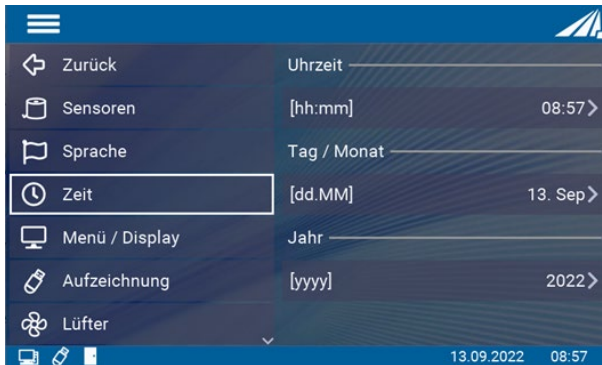 Zurück
Sensoren
Sprache
Zeit
Menü / Display
Aufzeichnung
Lüfter
Uhrzeit
[hh:mm] 08:57
Tag / Monat
[dd.MM] 13. Sep
Jahr
[yyyy] 2022
13.09.2022 08:57